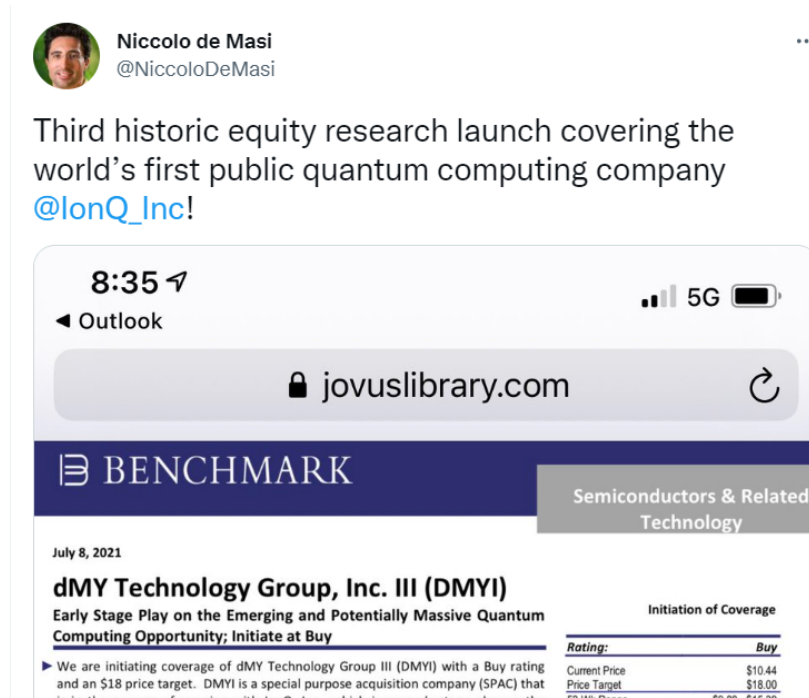 Niccolo de Masi
@NiccoloDeMasi
Third historic equity research launch covering the
world's first public quantum computing company
@IonQ_Inc!
8:35
5G
◀ Outlook
jovuslibrary.com
BENCHMARK
Semiconductors & Related
Technology
July 8, 2021
dMY Technology Group, Inc. III (DMYI)
Early Stage Play on the Emerging and Potentially Massive Quantum
Computing Opportunity; Initiate at Buy
Initiation of Coverage
Rating: Buy
▶ We are initiating coverage of dMY Technology Group III (DMYI) with a Buy rating
and an $18 price target. DMYI is a special purpose acquisition company (SPAC) that
Current Price $10.44
Price Target $18.00